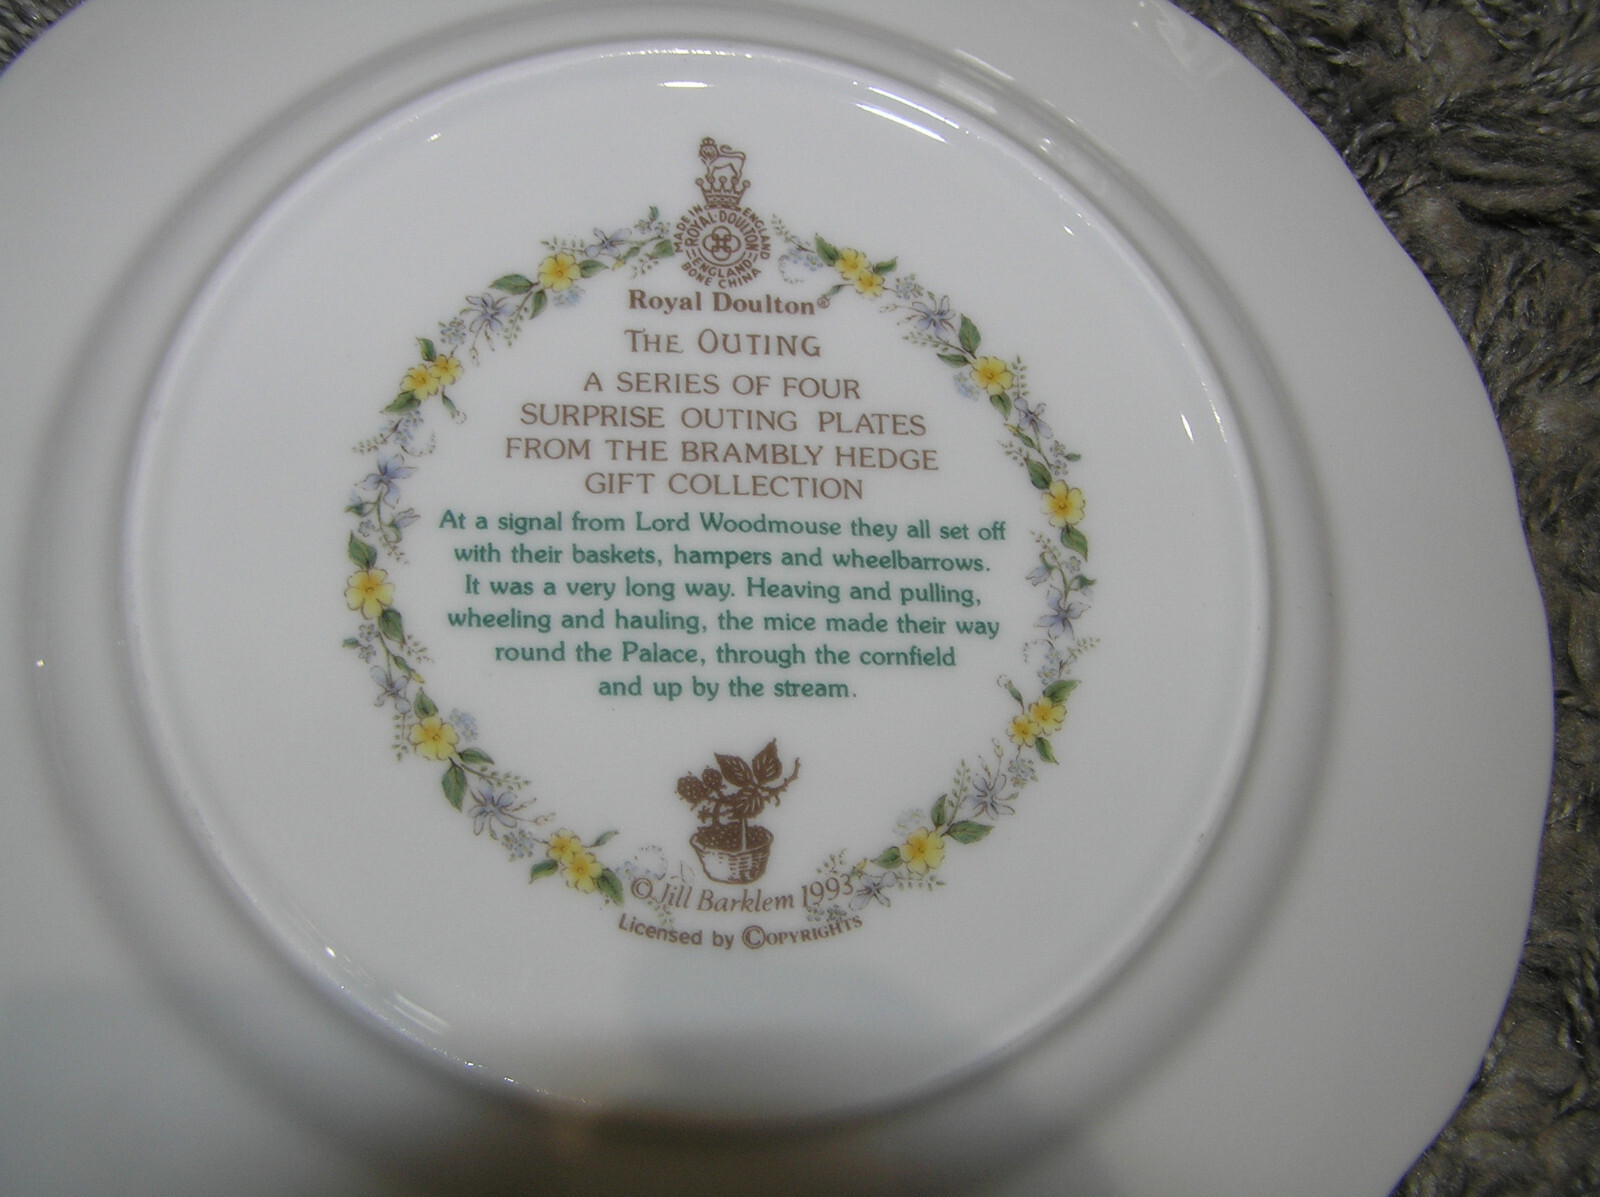 MADE IN ENGLAND
ROYAL·DOULTON
ENGLAND
BONE CHINA
Royal Doulton®
THE OUTING
A SERIES OF FOUR
SURPRISE OUTING PLATES
FROM THE BRAMBLY HEDGE
GIFT COLLECTION
At a signal from Lord Woodmouse they all set off
with their baskets, hampers and wheelbarrows.
It was a very long way. Heaving and pulling,
wheeling and hauling, the mice made their way
round the Palace, through the cornfield
and up by the stream.
© Jill Barklem 1993
Licensed by COPYRIGHTS